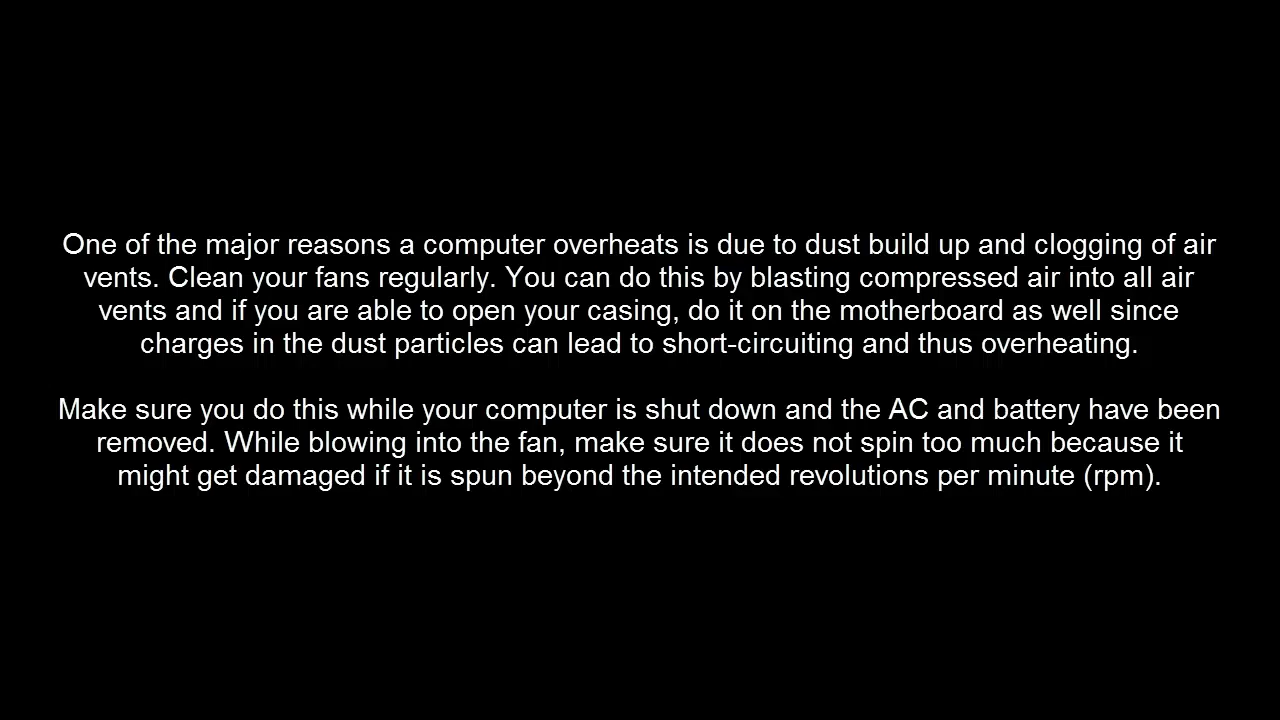 One of the major reasons a computer overheats is due to dust build up and clogging of air
vents. Clean your fans regularly. You can do this by blasting compressed air into all air
vents and if you are able to open your casing, do it on the motherboard as well since
charges in the dust particles can lead to short-circuiting and thus overheating.
Make sure you do this while your computer is shut down and the AC and battery have been
removed. While blowing into the fan, make sure it does not spin too much because it
might get damaged if it is spun beyond the intended revolutions per minute (rpm).